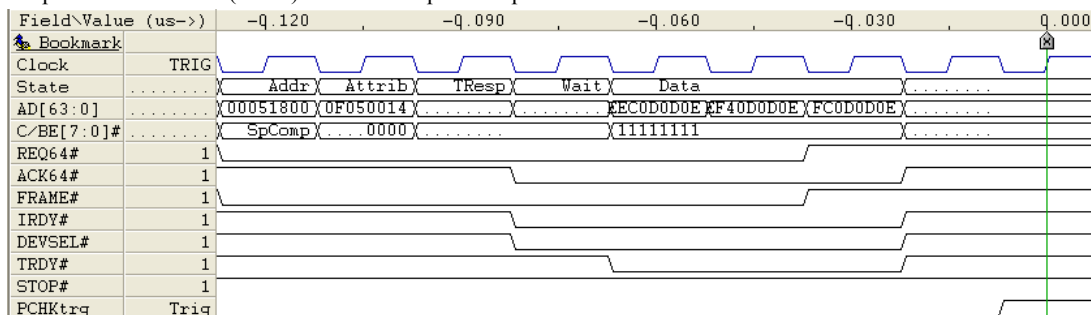 Field\Value (us->) -0.120 -0.090 -0.060 -0.030 0.000
Bookmark
Clock TRIG
State ........ Addr Attrib TResp Wait Data ........
AD[63:0] ........ 00051800 0F050014 ........ ........ EEC0D0D0E EF40D0D0E FC0D0D0E ........
C/BE[7:0]# ........ SpComp ....0000 ........ 11111111 ........
REQ64# 1
ACK64# 1
FRAME# 1
IRDY# 1
DEVSEL# 1
TRDY# 1
STOP# 1
PCHKtrg Trig